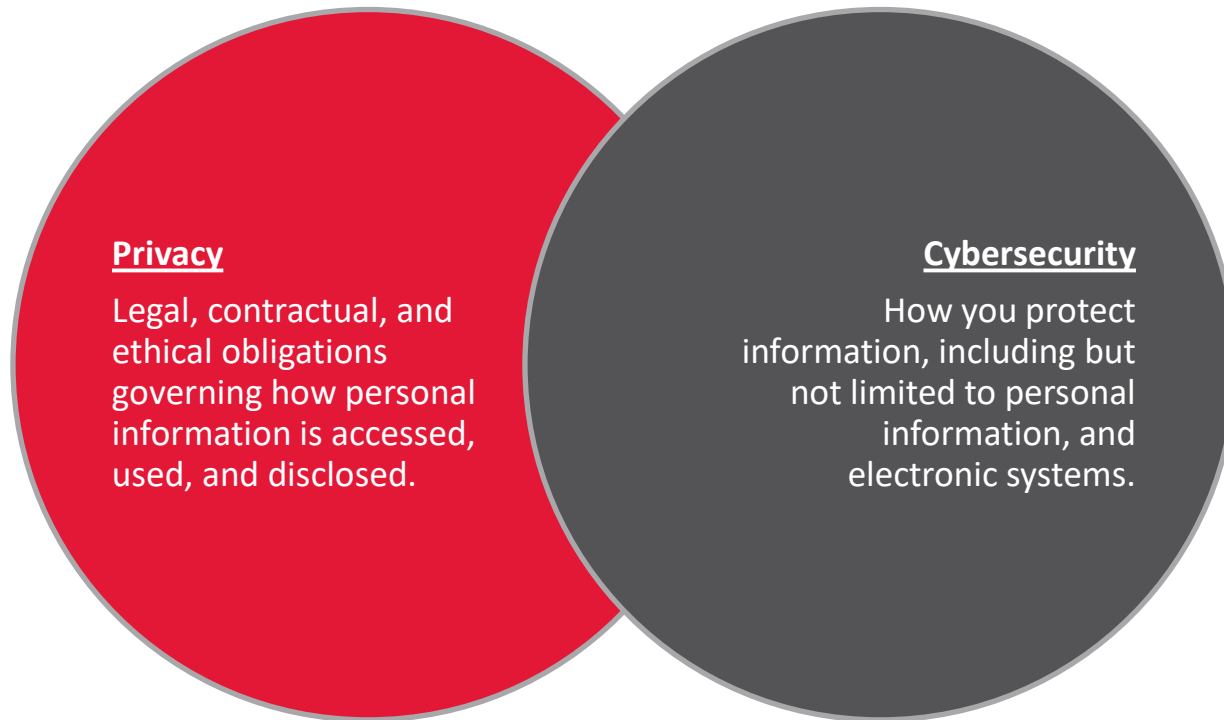 Privacy
Legal, contractual, and
ethical obligations
governing how personal
information is accessed,
used, and disclosed.
Cybersecurity
How you protect
information, including but
not limited to personal
information, and
electronic systems.